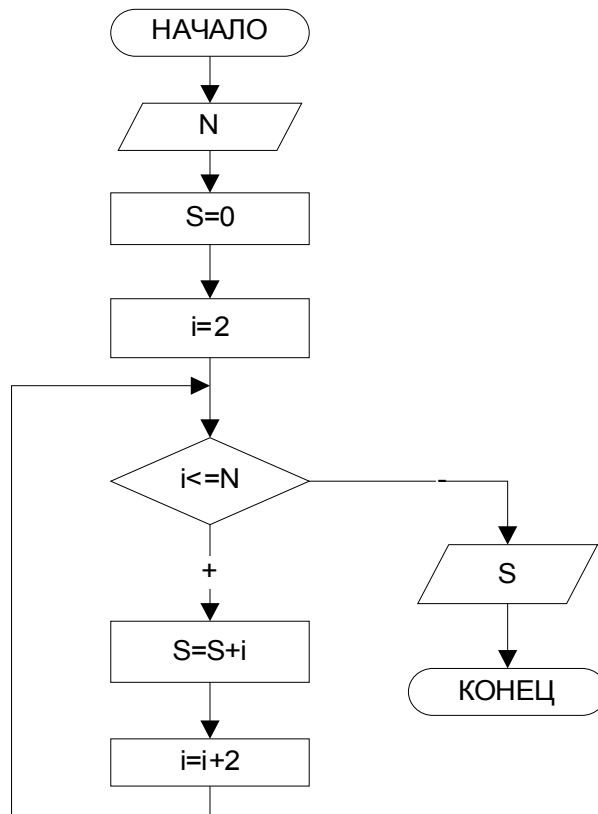 НАЧАЛО
N
S=0
i=2
i<=N
-
+
S
S=S+i
КОНЕЦ
i=i+2